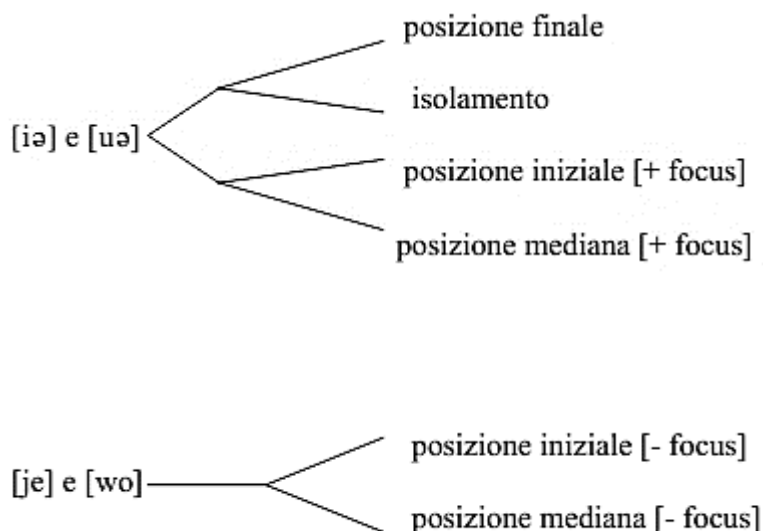 posizione finale
isolamento
[iə] e [uə]
posizione iniziale [+ focus]
posizione mediana [+ focus]
posizione iniziale [- focus]
[je] e [wo]
posizione mediana [- focus]